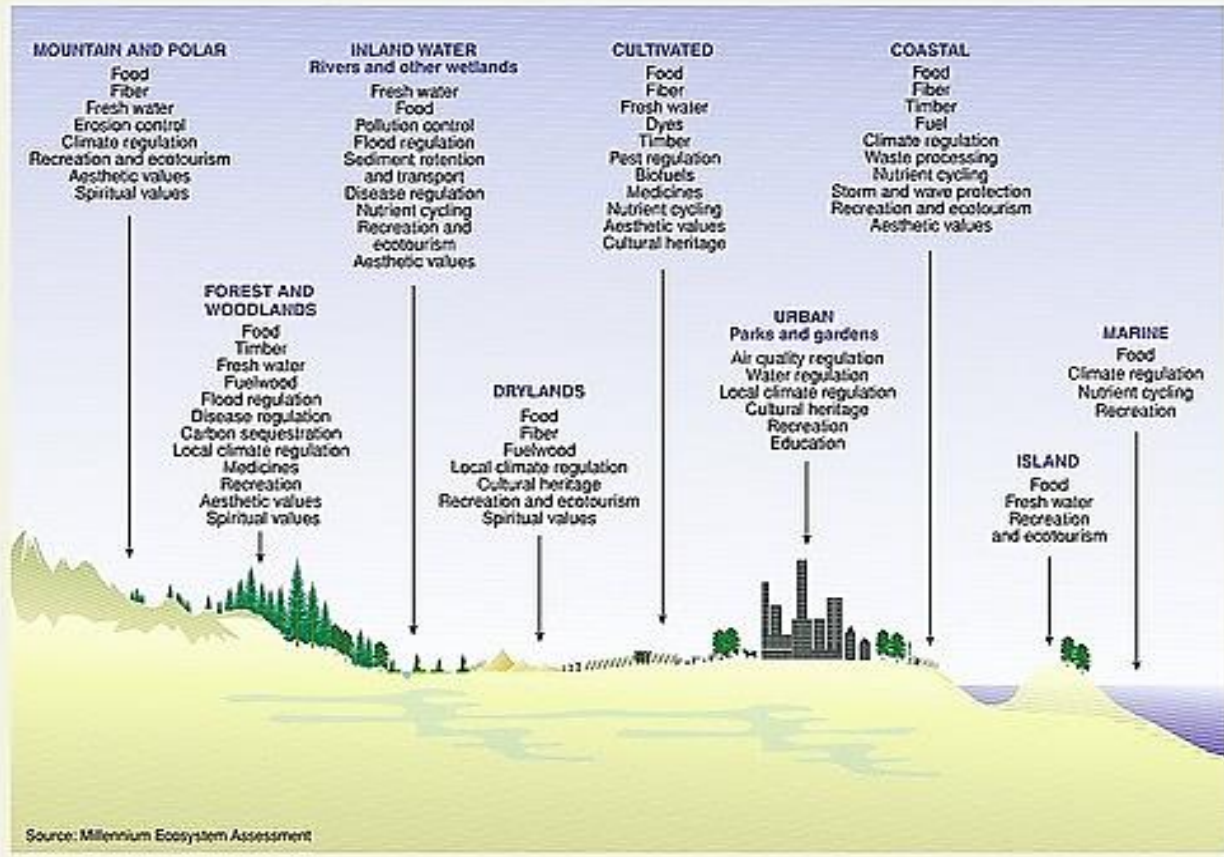 MOUNTAIN AND POLAR
Food
Fiber
Fresh water
Erosion control
Climate regulation
Recreation and ecotourism
Aesthetic values
Spiritual values
FOREST AND
WOODLANDS
Food
Timber
Fresh water
Fuelwood
Flood regulation
Disease regulation
Carbon sequestration
Local climate regulation
Medicines
Recreation
Aesthetic values
Spiritual values
INLAND WATER
Rivers and other wetlands
Fresh water
Food
Pollution control
Flood regulation
Sediment retention
and transport
Disease regulation
Nutrient cycling
Recreation and
ecotourism
Aesthetic values
DRYLANDS
Food
Fiber
Fuelwood
Local climate regulation
Cultural heritage
Recreation and ecotourism
Spiritual values
CULTIVATED
Food
Fiber
Fresh water
Dyes
Timber
Pest regulation
Biofuels
Medicines
Nutrient cycling
Aesthetic values
Cultural heritage
URBAN
Parks and gardens
Air quality regulation
Water regulation
Local climate regulation
Cultural heritage
Recreation
Education
COASTAL
Food
Fiber
Timber
Fuel
Climate regulation
Waste processing
Nutrient cycling
Storm and wave protection
Recreation and ecotourism
Aesthetic values
ISLAND
Food
Fresh water
Recreation
and ecotourism
MARINE
Food
Climate regulation
Nutrient cycling
Recreation
Source: Millennium Ecosystem Assessment